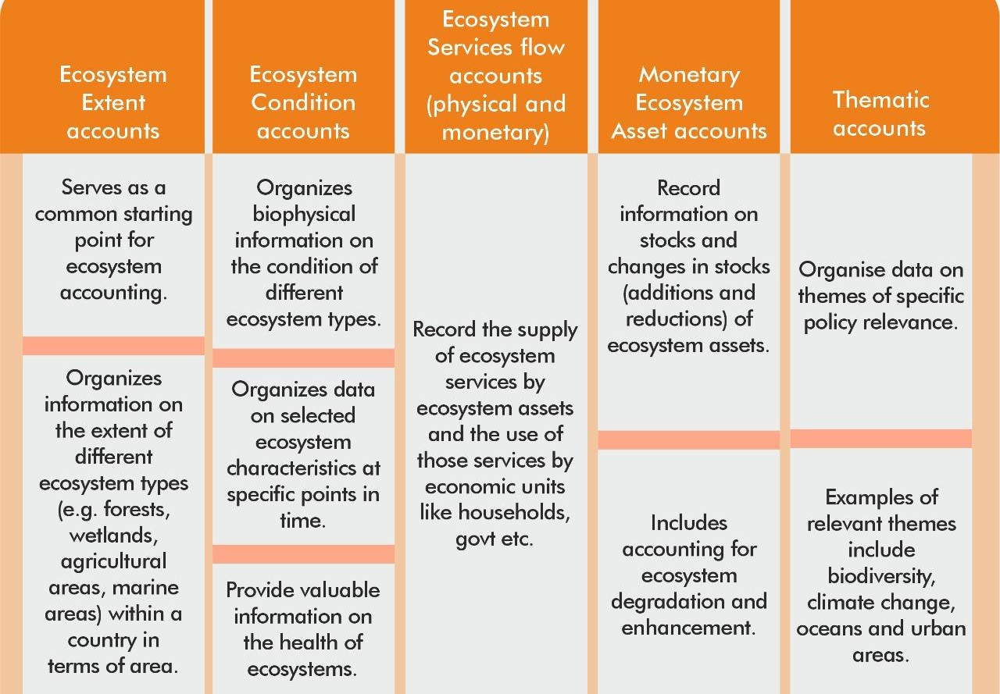 Ecosystem
Extent
accounts
Serves as a
common starting
point for
ecosystem
accounting.
Organizes
information on
the extent of
different
ecosystem types
(e.g. forests,
wetlands,
agricultural
areas, marine
areas) within a
country in
terms of area.
Ecosystem
Condition
accounts
Organizes
biophysical
information on
the condition of
different
ecosystem types.
Organizes data
on selected
ecosystem
characteristics at
specific points in
time.
Provide valuable
information on
the health of
ecosystems.
Ecosystem
Services flow
accounts
(physical and
monetary)
Record the supply
of ecosystem
services by
ecosystem assets
and the use of
those services by
economic units
like households,
govt etc.
Monetary
Ecosystem
Asset accounts
Record
information on
stocks and
changes in stocks
(additions and
reductions) of
ecosystem assets.
Includes
accounting for
ecosystem
degradation and
enhancement.
Thematic
accounts
Organise data on
themes of specific
policy relevance.
Examples of
relevant themes
include
biodiversity,
climate change,
oceans and urban
areas.